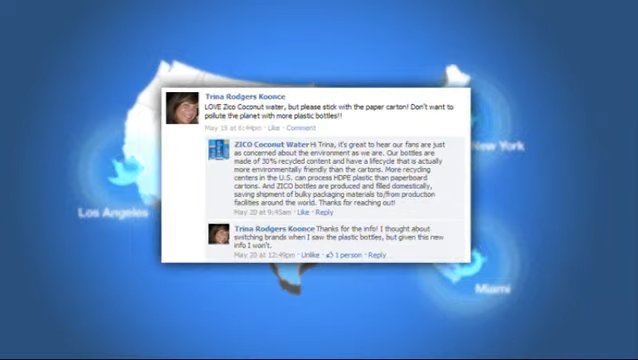 Trina Rodgers Koonce
LOVE Zico Coconut water, but please stick with the paper carton! Don't want to
pollute the planet with more plastic bottles!!
May 19 at 6:44pm · Like · Comment
ZICO Coconut Water Hi Trina, it's great to hear our fans are just
as concerned about the environment as we are. Our bottles are
made of 30% recycled content and have a lifecycle that is actually
more environmentally friendly than the cartons. More recycling
centers in the U.S. can process HDPE plastic than paperboard
cartons. And ZICO bottles are produced and filled domestically,
saving shipment of bulky packaging materials to/from production
facilities around the world. Thanks for reaching out!
May 20 at 9:45am · Like · Reply
Trina Rodgers Koonce Thanks for the info! I thought about
switching brands when I saw the plastic bottles, but given this new
info I won't.
May 20 at 12:49pm · Unlike · 1 person · Reply
New York
Los Angeles
Miami